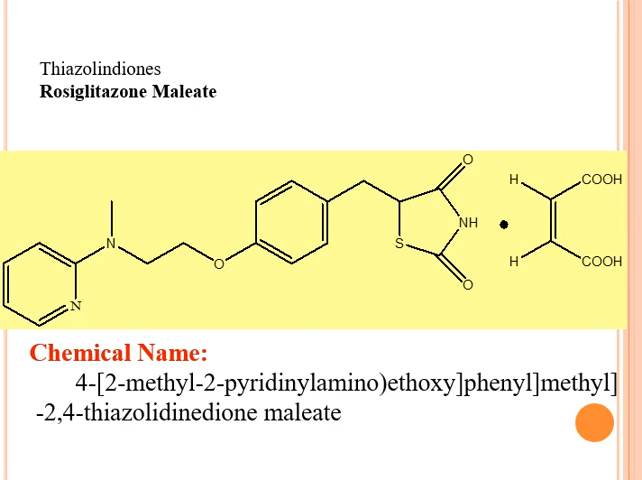 Thiazolindiones
Rosiglitazone Maleate
O
H
COOH
N
NH
S
O
H
COOH
O
N
Chemical Name:
4-[2-methyl-2-pyridinylamino)ethoxy]phenyl]methyl]
-2,4-thiazolidinedione maleate